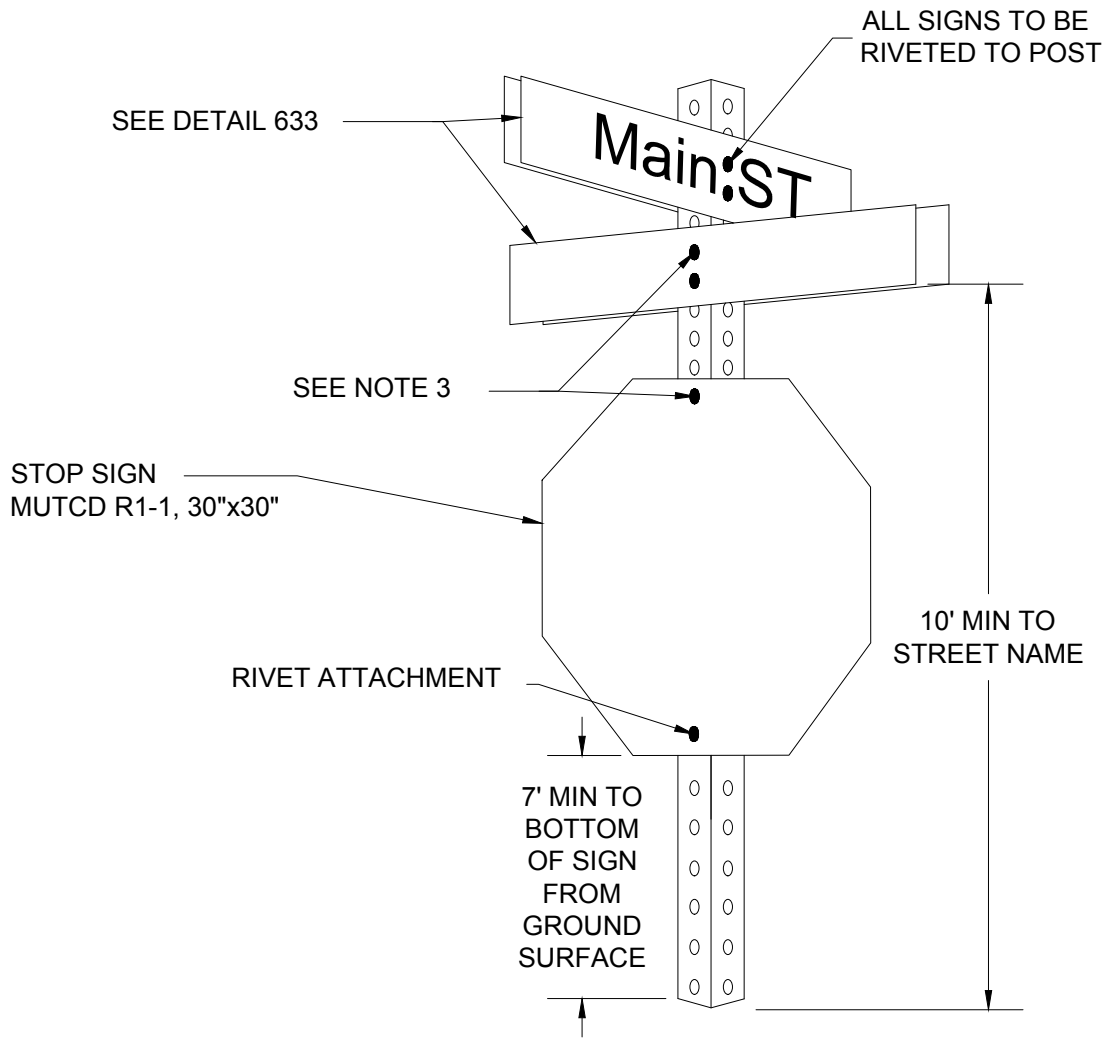 ALL SIGNS TO BE
RIVETED TO POST
SEE DETAIL 633
Main ST
SEE NOTE 3
STOP SIGN
MUTCD R1-1, 30"x30"
10' MIN TO
STREET NAME
RIVET ATTACHMENT
7' MIN TO
BOTTOM
OF SIGN
FROM
GROUND
SURFACE